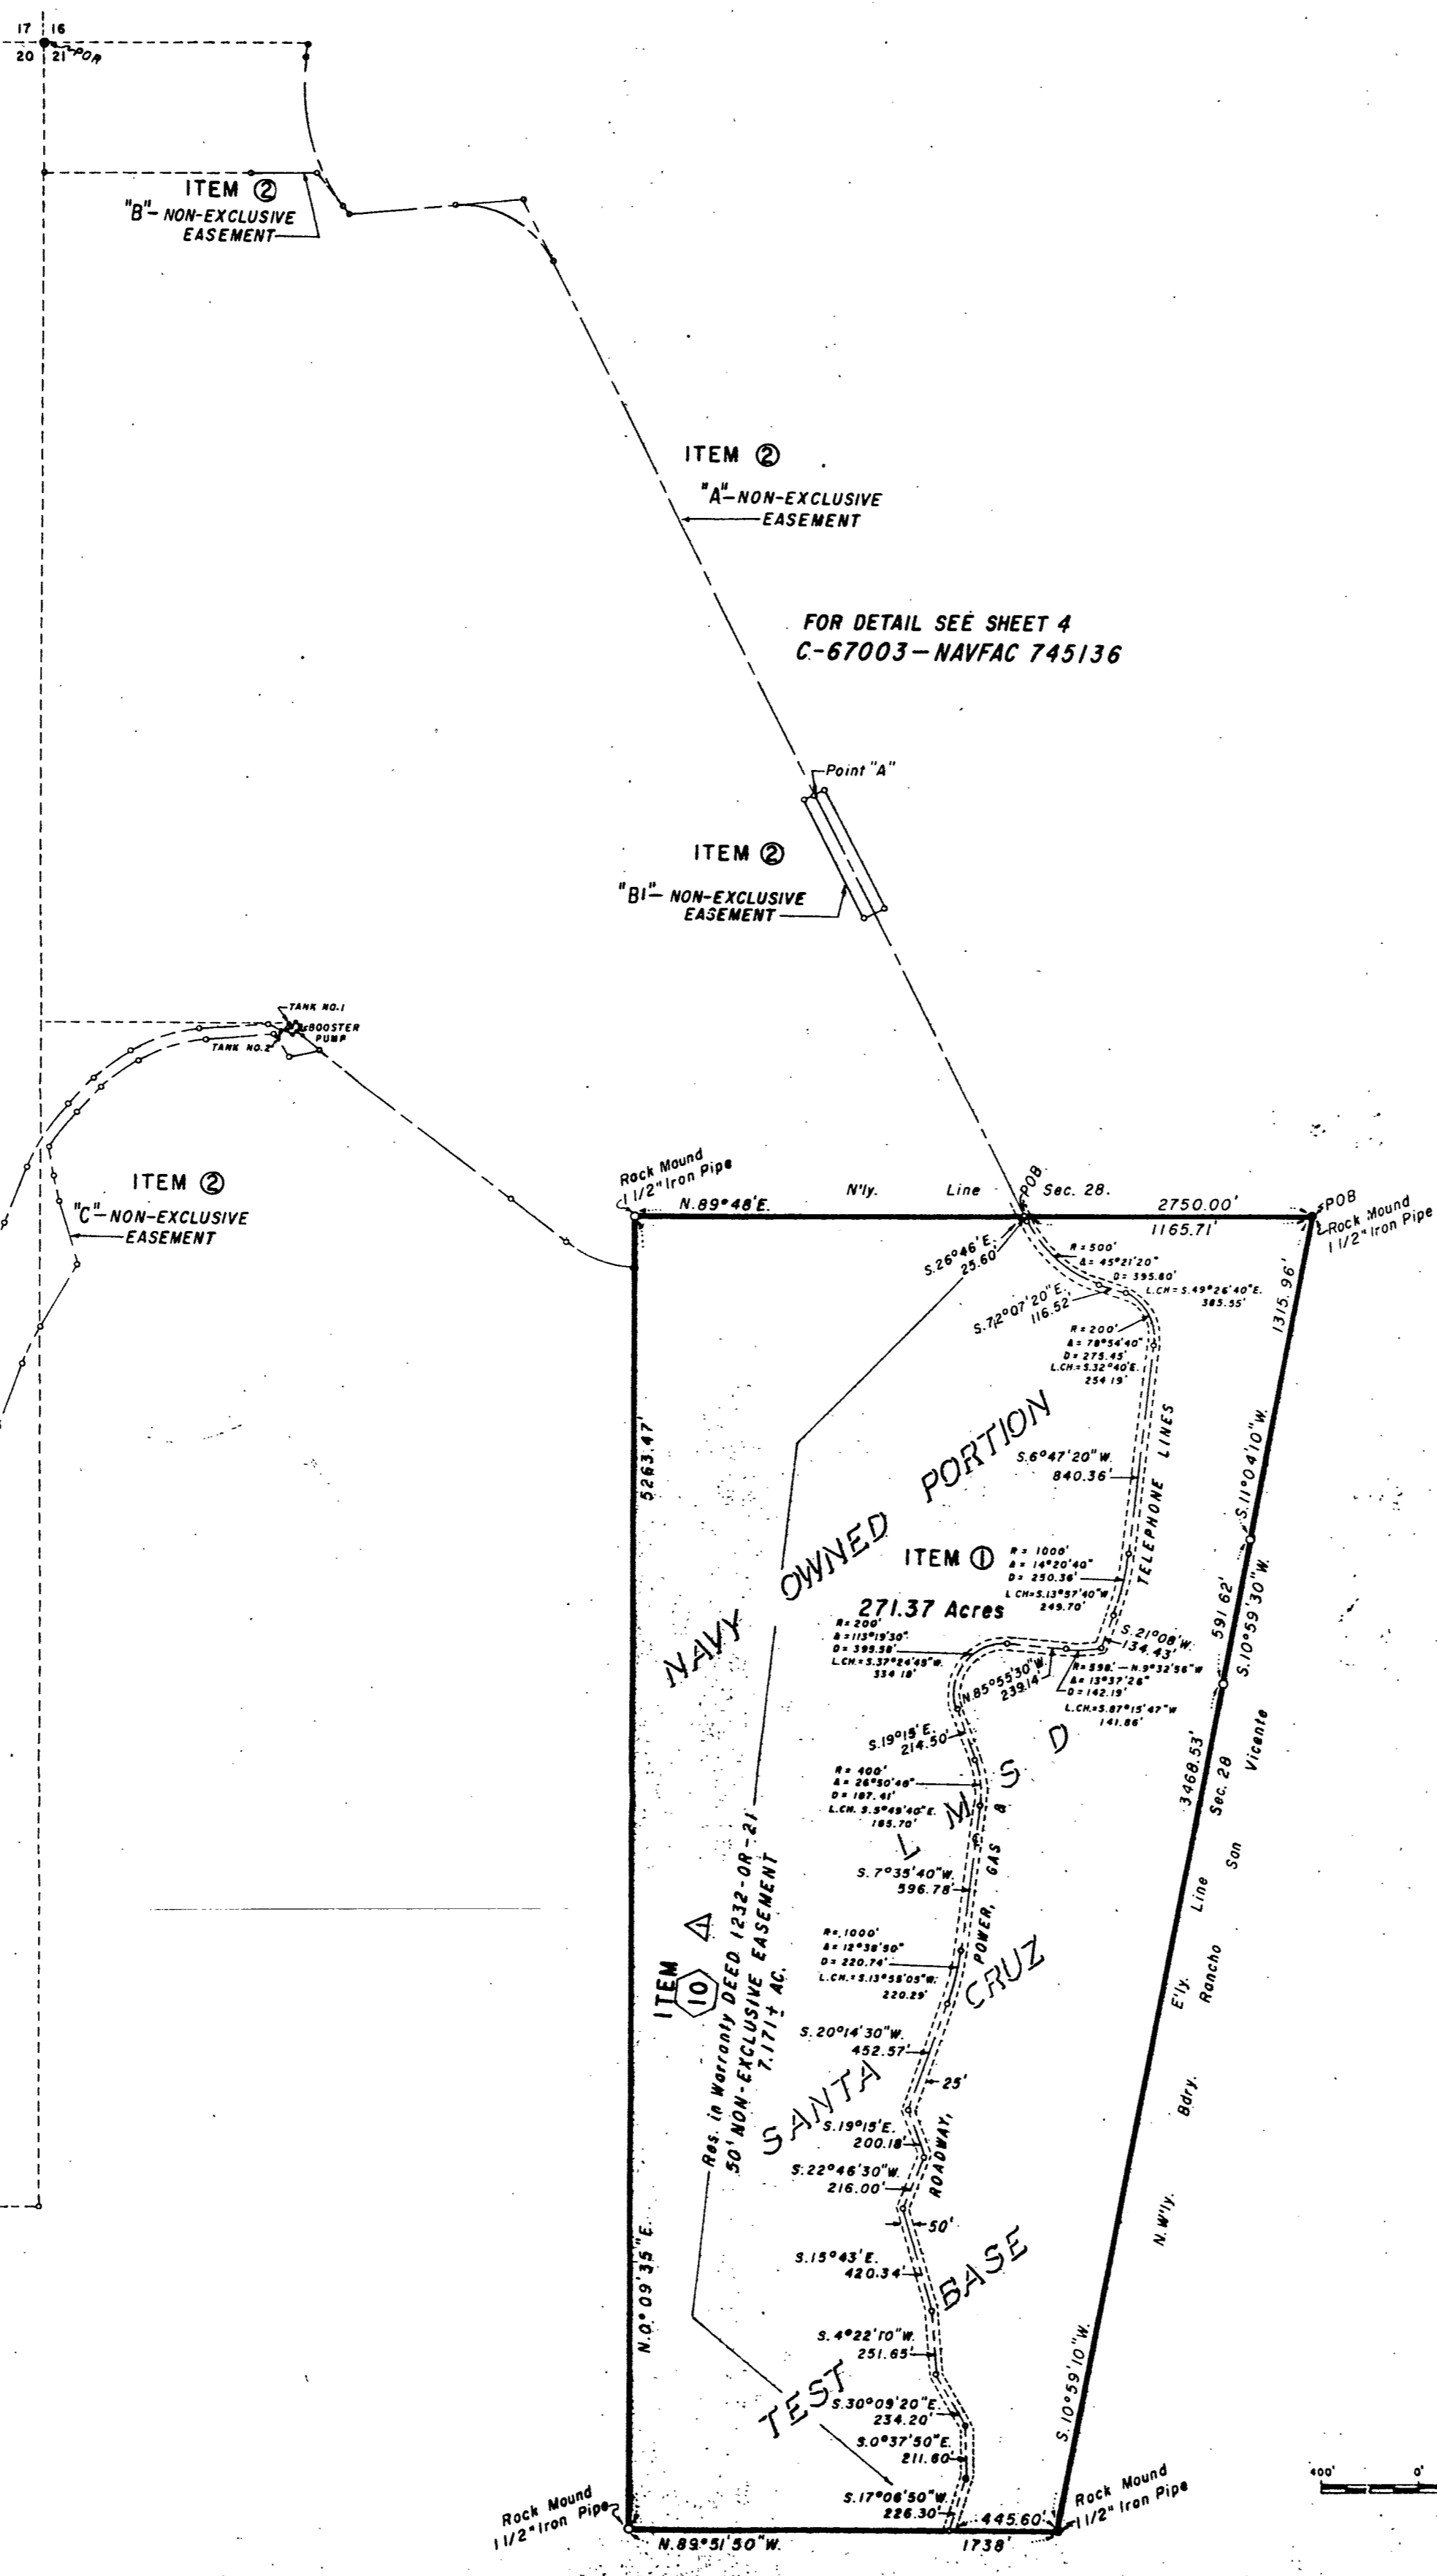 17 16
20 21
POR
ITEM ②
"B"- NON-EXCLUSIVE
EASEMENT
ITEM ②
"A"-NON-EXCLUSIVE
EASEMENT
FOR DETAIL SEE SHEET 4
C-67003-NAVFAC 745136
Point "A"
ITEM ②
"B1"- NON-EXCLUSIVE
EASEMENT
TANK NO.1
BOOSTER
PUMP
TANK NO.2
ITEM ②
"C"-NON-EXCLUSIVE
EASEMENT
Rock Mound
1 1/2" Iron Pipe
N.89°48'E.
N'ly. Line
POB
Sec. 28.
2750.00'
1165.71'
POB
Rock Mound
1 1/2" Iron Pipe
S.26°46'E.
25.60'
R=500'
Δ= 45°21'20"
D= 395.80'
L.CH=S.49°26'40"E.
385.55'
S.72°07'20"E.
116.52'
R=200'
Δ= 78°54'40"
D= 275.45'
L.CH=S.32°40'E.
254.19'
1315.96'
S.11°04'10"W.
5263.47'
NAVY OWNED PORTION
S.6°47'20"W.
840.36'
TELEPHONE LINES
ITEM ①
271.37 Acres
R= 1000'
Δ= 14°20'40"
D= 250.36'
L CH=S.13°57'40"W
249.70'
591.62'
S.10°59'30"W.
R=200'
Δ=113°19'30"
D= 395.58'
L.CH.=S.37°24'45"W.
334.18'
S.21°08'W.
134.43'
N.85°55'30"W.
239.14'
R=598.'-N.9°32'56"W
Δ= 13°37'26"
D=142.19'
L.CH.=S.87°15'47"W
141.86'
S.19°15'E.
214.50'
R= 400'
Δ= 26°50'40"
D= 187.41'
L.CH. S.5°49'40"E.
185.70'
L M S D
3468.53'
Sec. 28
San Vicente
S.7°35'40"W.
596.78'
POWER, GAS &
Res. in Warranty DEED 1232-OR-21
50' NON-EXCLUSIVE EASEMENT
7.171± AC.
ITEM 10
1
R=.1000'
Δ= 12°38'50"
D= 220.74'
L.CH.=S.13°55'05"W.
220.29'
SANTA CRUZ
S.20°14'30"W.
452.57'
25'
E'ly. Line
Rancho
S.19°15'E.
200.18'
S.22°46'30"W.
216.00'
ROADWAY,
50'
N.W'ly. Bdry.
N.0°09'35"E.
S.15°43'E.
420.34'
TEST BASE
S.4°22'10"W.
251.65'
S.30°09'20"E.
234.20'
S.0°37'50"E.
211.60'
S.10°59'10"W.
S.17°06'50"W.
226.30'
445.60'
Rock Mound
1 1/2" Iron Pipe
N.89°51'50"W.
1738'
Rock Mound
1 1/2" Iron Pipe
400' 0'